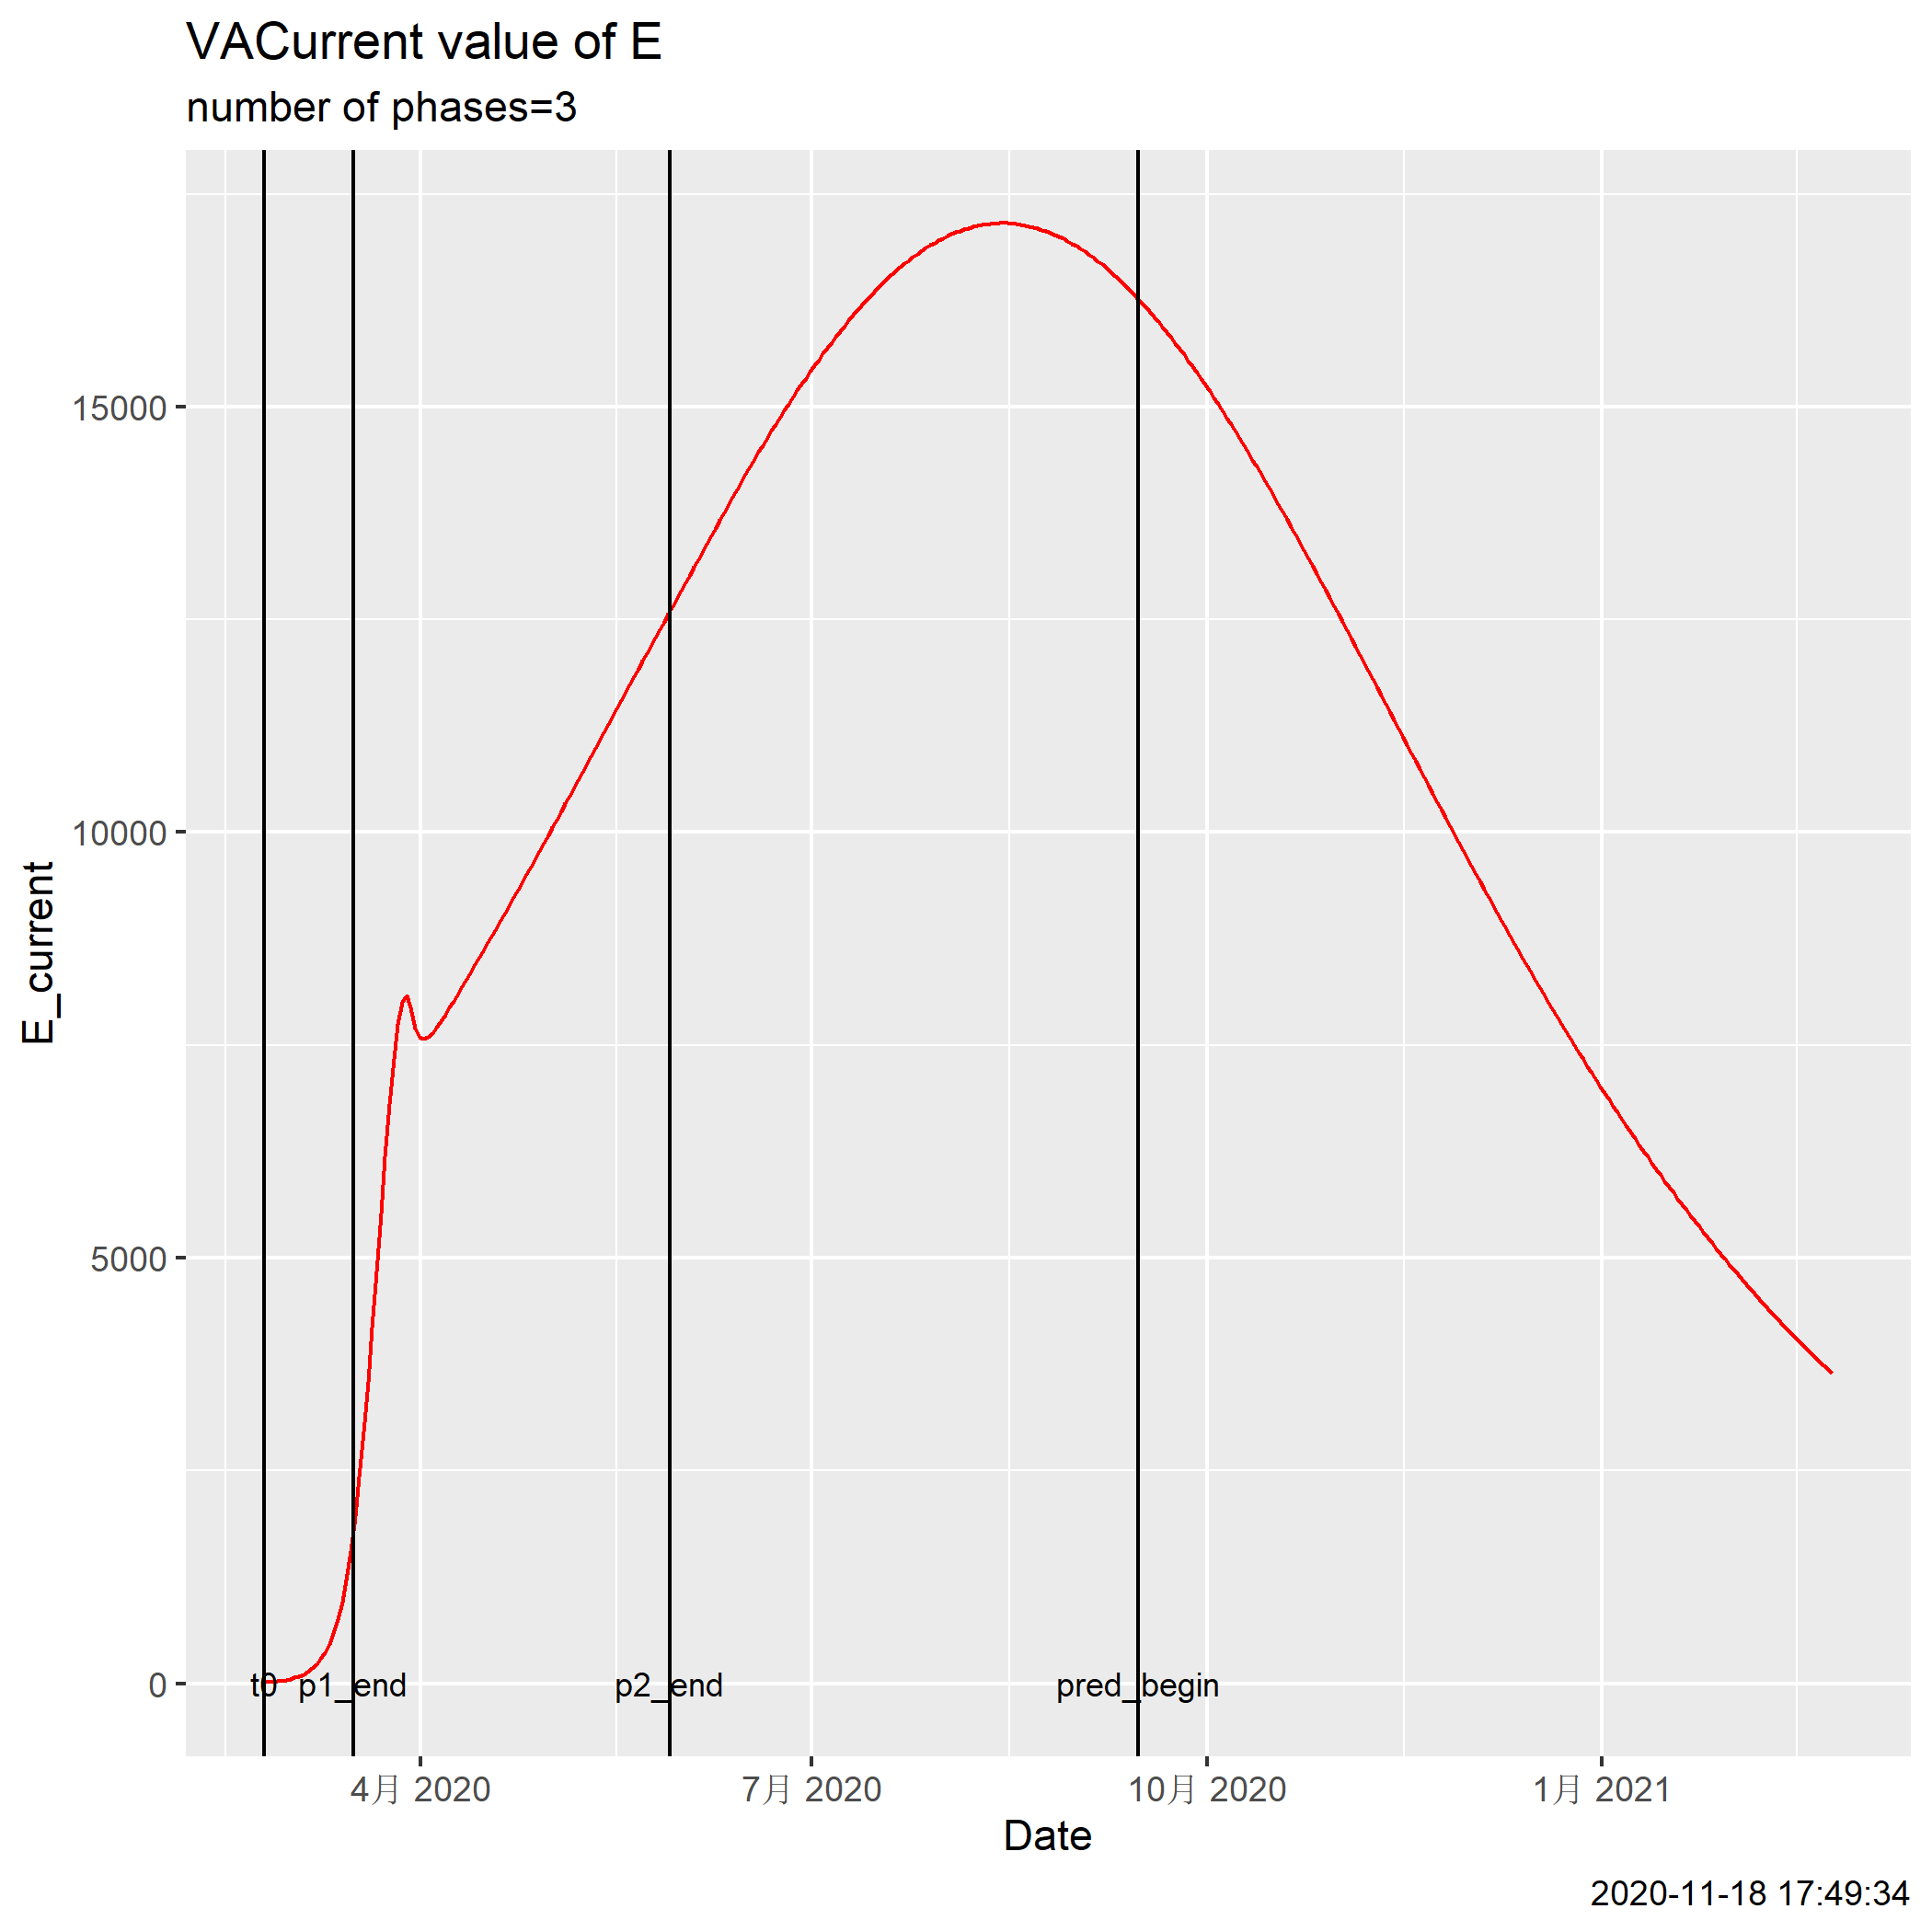 VACurrent value of E
number of phases=3
E_current
15000
10000
5000
0
t0 p1_end p2_end pred_begin
4月 2020 7月 2020 10月 2020 1月 2021
Date
2020-11-18 17:49:34